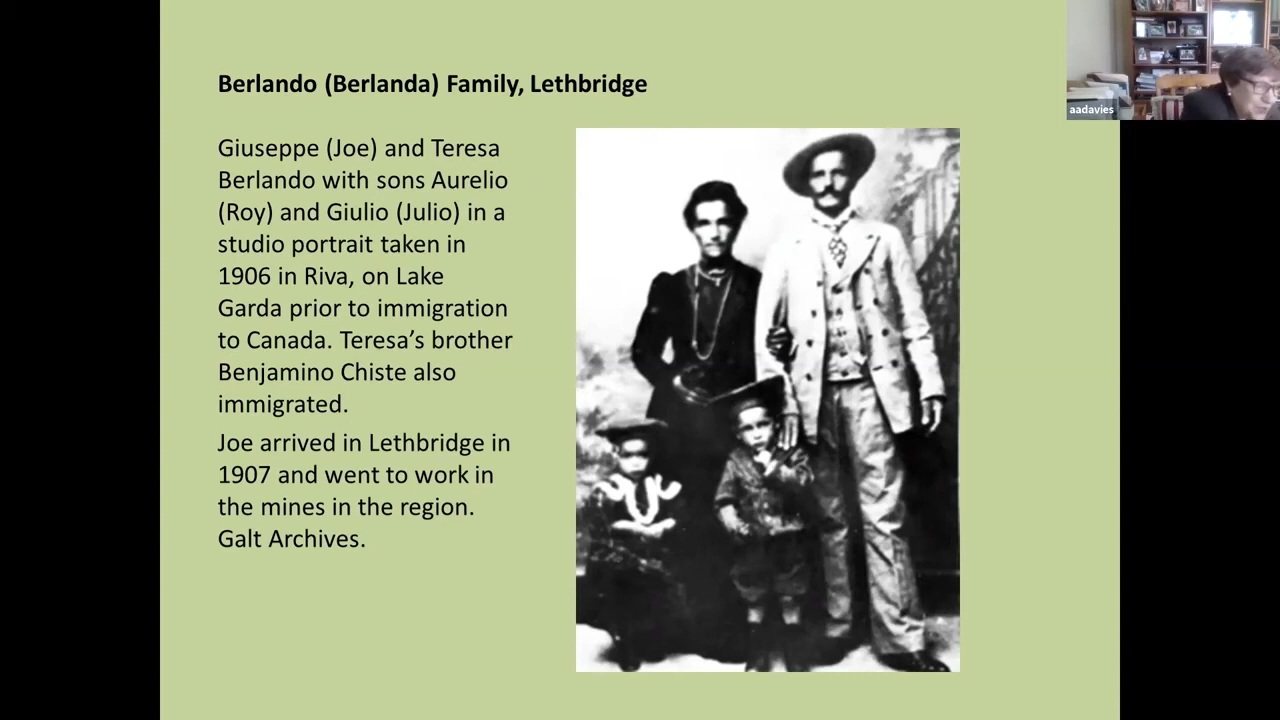 Berlando (Berlanda) Family, Lethbridge
Giuseppe (Joe) and Teresa
Berlando with sons Aurelio
(Roy) and Giulio (Julio) in a
studio portrait taken in
1906 in Riva, on Lake
Garda prior to immigration
to Canada. Teresa’s brother
Benjamino Chiste also
immigrated.
Joe arrived in Lethbridge in
1907 and went to work in
the mines in the region.
Galt Archives.
aadavies